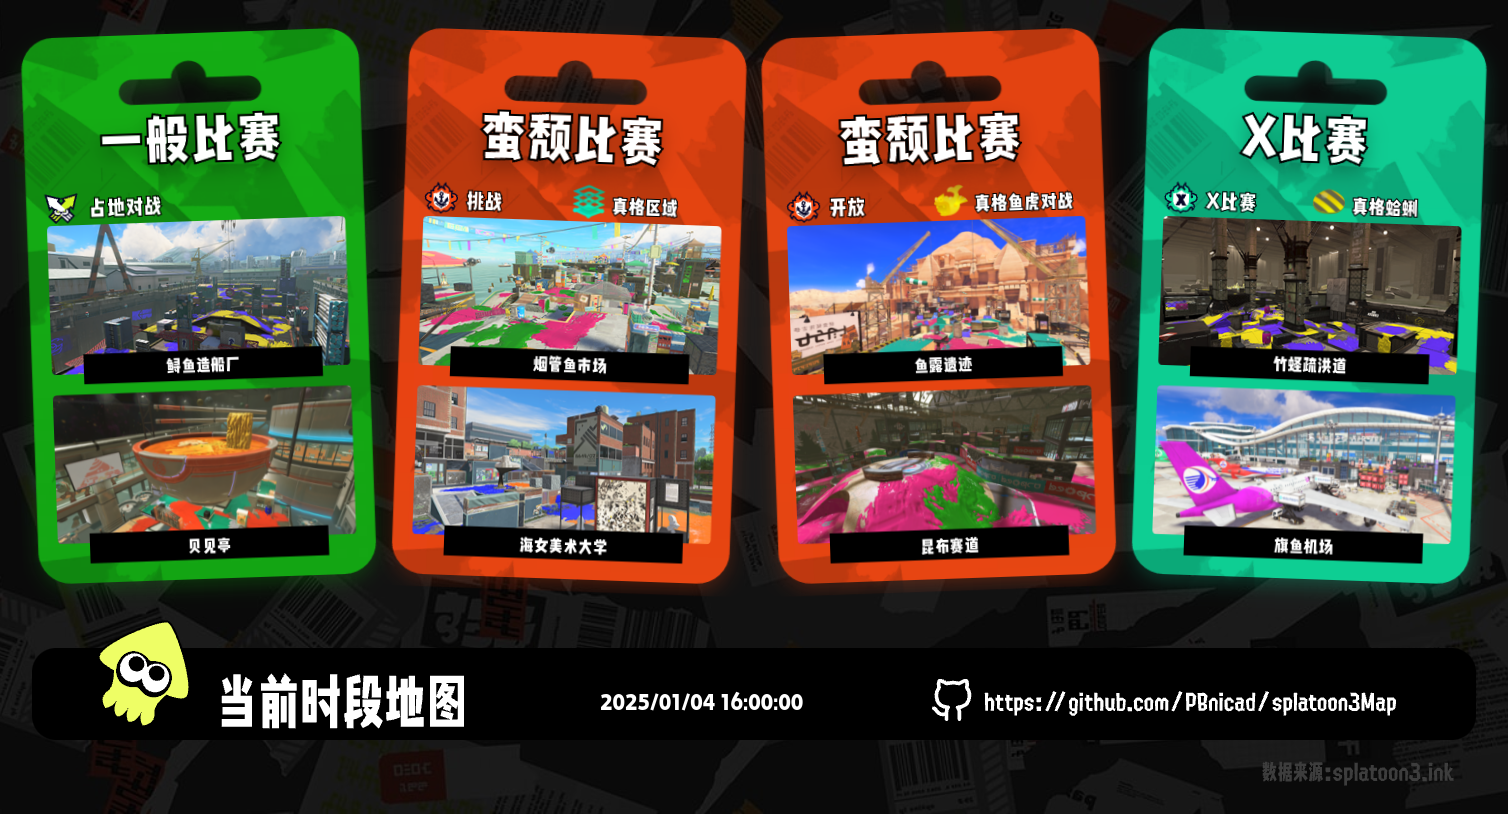 一般比赛
占地对战
鲟鱼造船厂
贝见亭
蛮颓比赛
挑战
真格区域
烟管鱼市场
海女美术大学
蛮颓比赛
开放
真格鱼虎对战
鱼露遗迹
昆布赛道
X比赛
X比赛
真格蛤蜊
竹蛏疏洪道
旗鱼机场
当前时段地图
2025/01/04 16:00:00
https://github.com/PBnicad/splatoon3Map
数据来源:splatoon3.ink